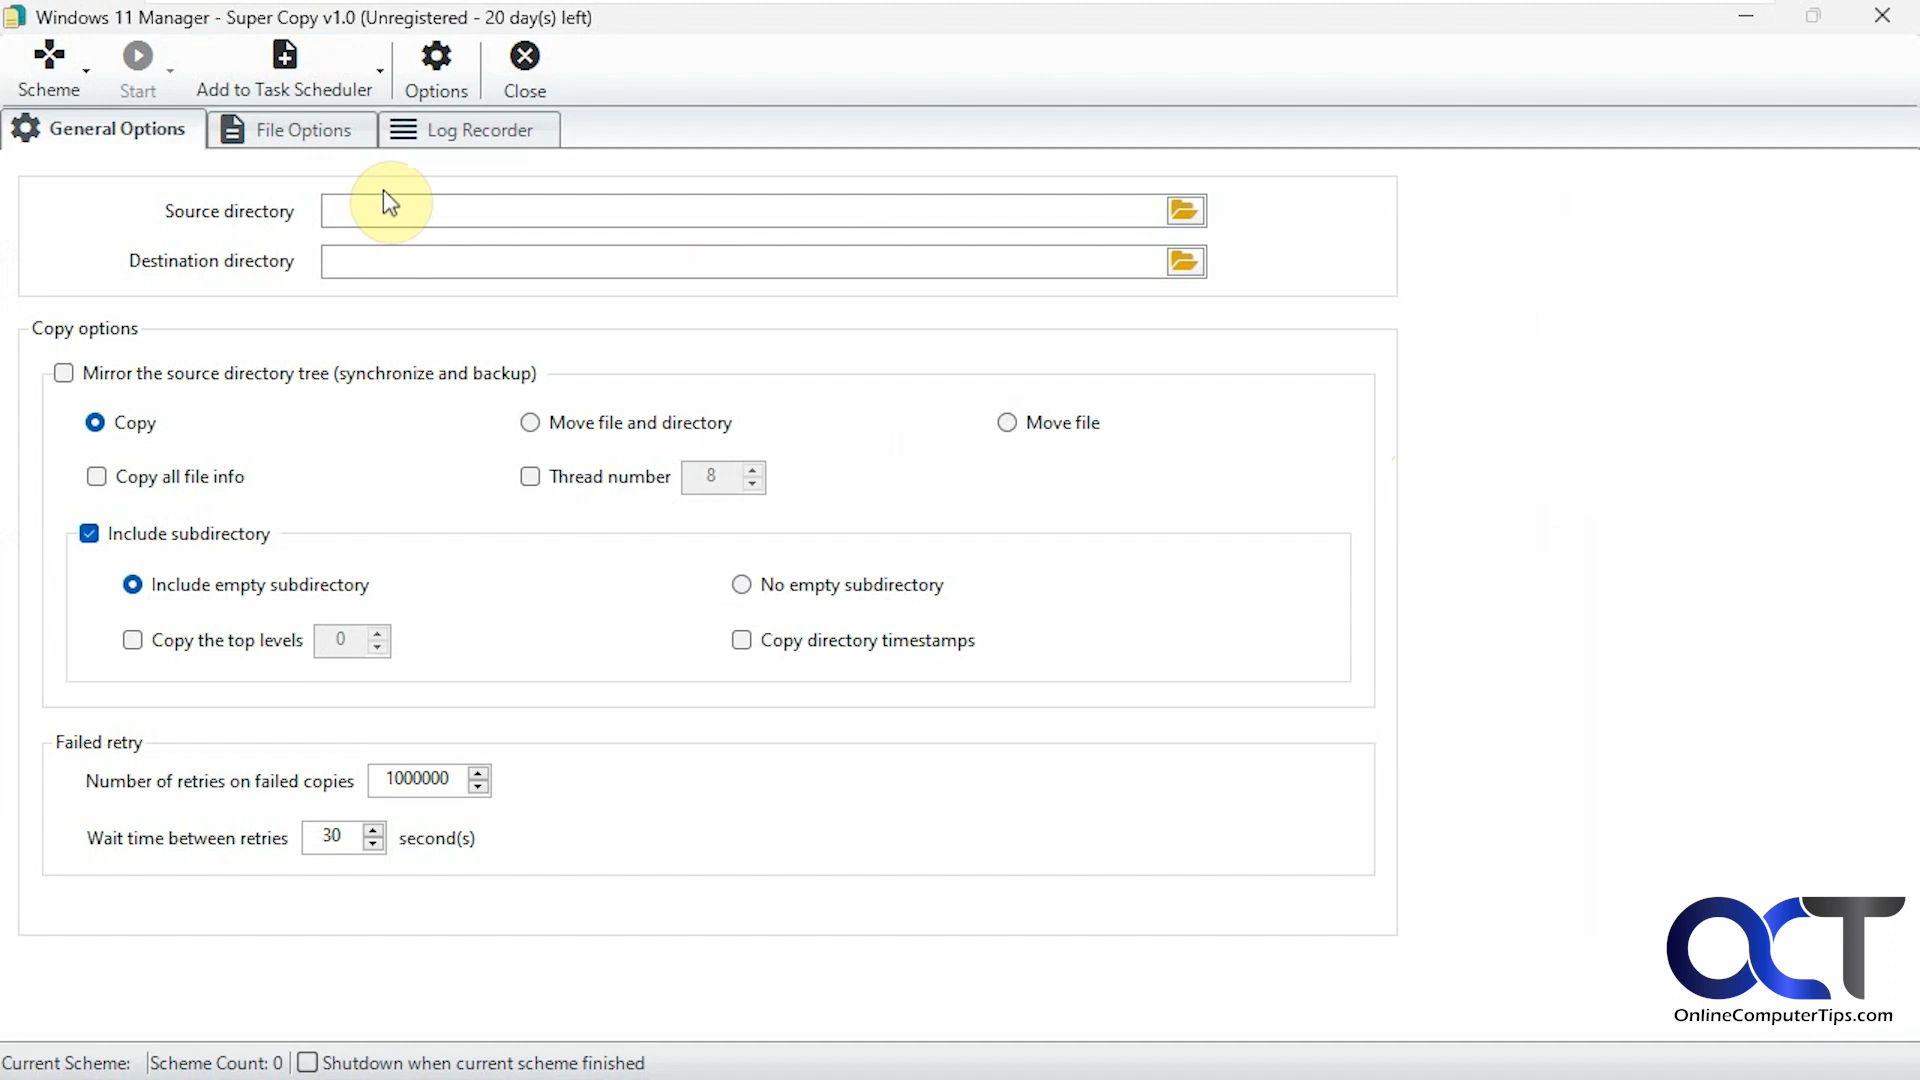 Windows 11 Manager - Super Copy v1.0 (Unregistered - 20 day(s) left)
Scheme
Start
Add to Task Scheduler
Options
Close
General Options
File Options
Log Recorder
Source directory
Destination directory
Copy options
Mirror the source directory tree (synchronize and backup)
Copy
Move file and directory
Move file
Copy all file info
Thread number 8
Include subdirectory
Include empty subdirectory
No empty subdirectory
Copy the top levels 0
Copy directory timestamps
Failed retry
Number of retries on failed copies 1000000
Wait time between retries 30 second(s)
OCT
OnlineComputerTips.com
Current Scheme: Scheme Count: 0 Shutdown when current scheme finished